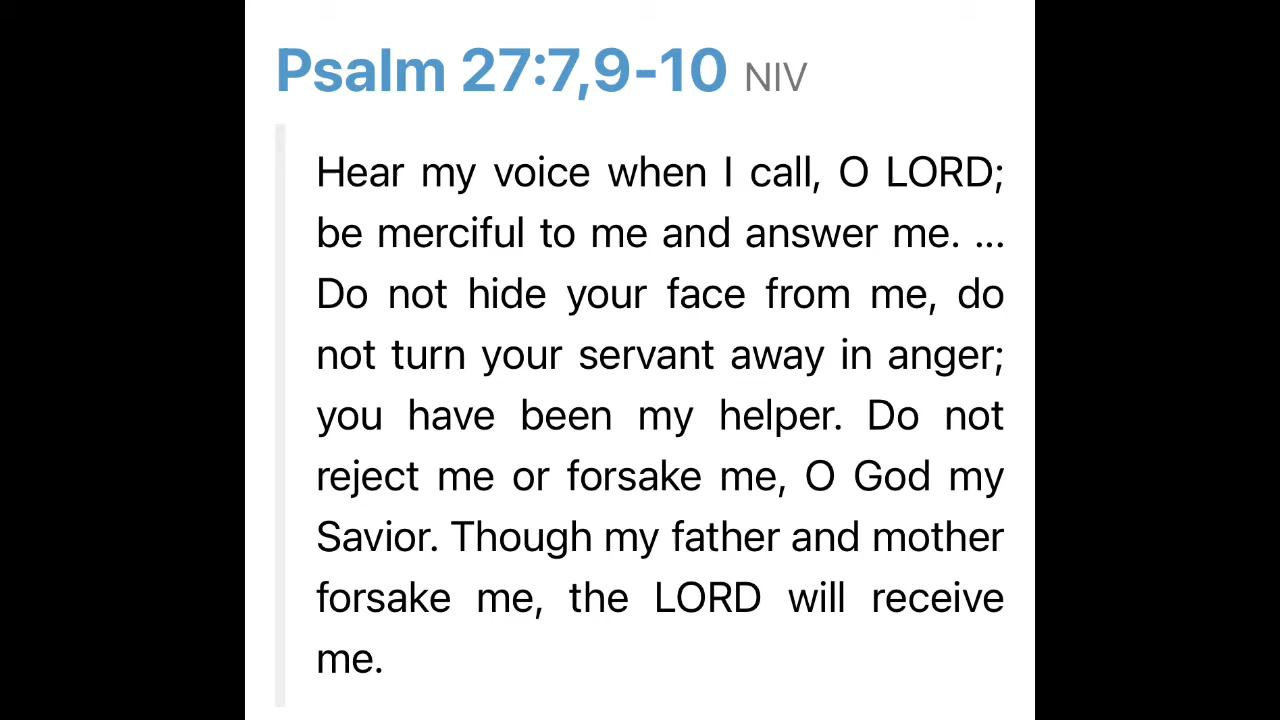 Psalm 27:7,9-10 NIV
Hear my voice when I call, O LORD;
be merciful to me and answer me. ...
Do not hide your face from me, do
not turn your servant away in anger;
you have been my helper. Do not
reject me or forsake me, O God my
Savior. Though my father and mother
forsake me, the LORD will receive
me.